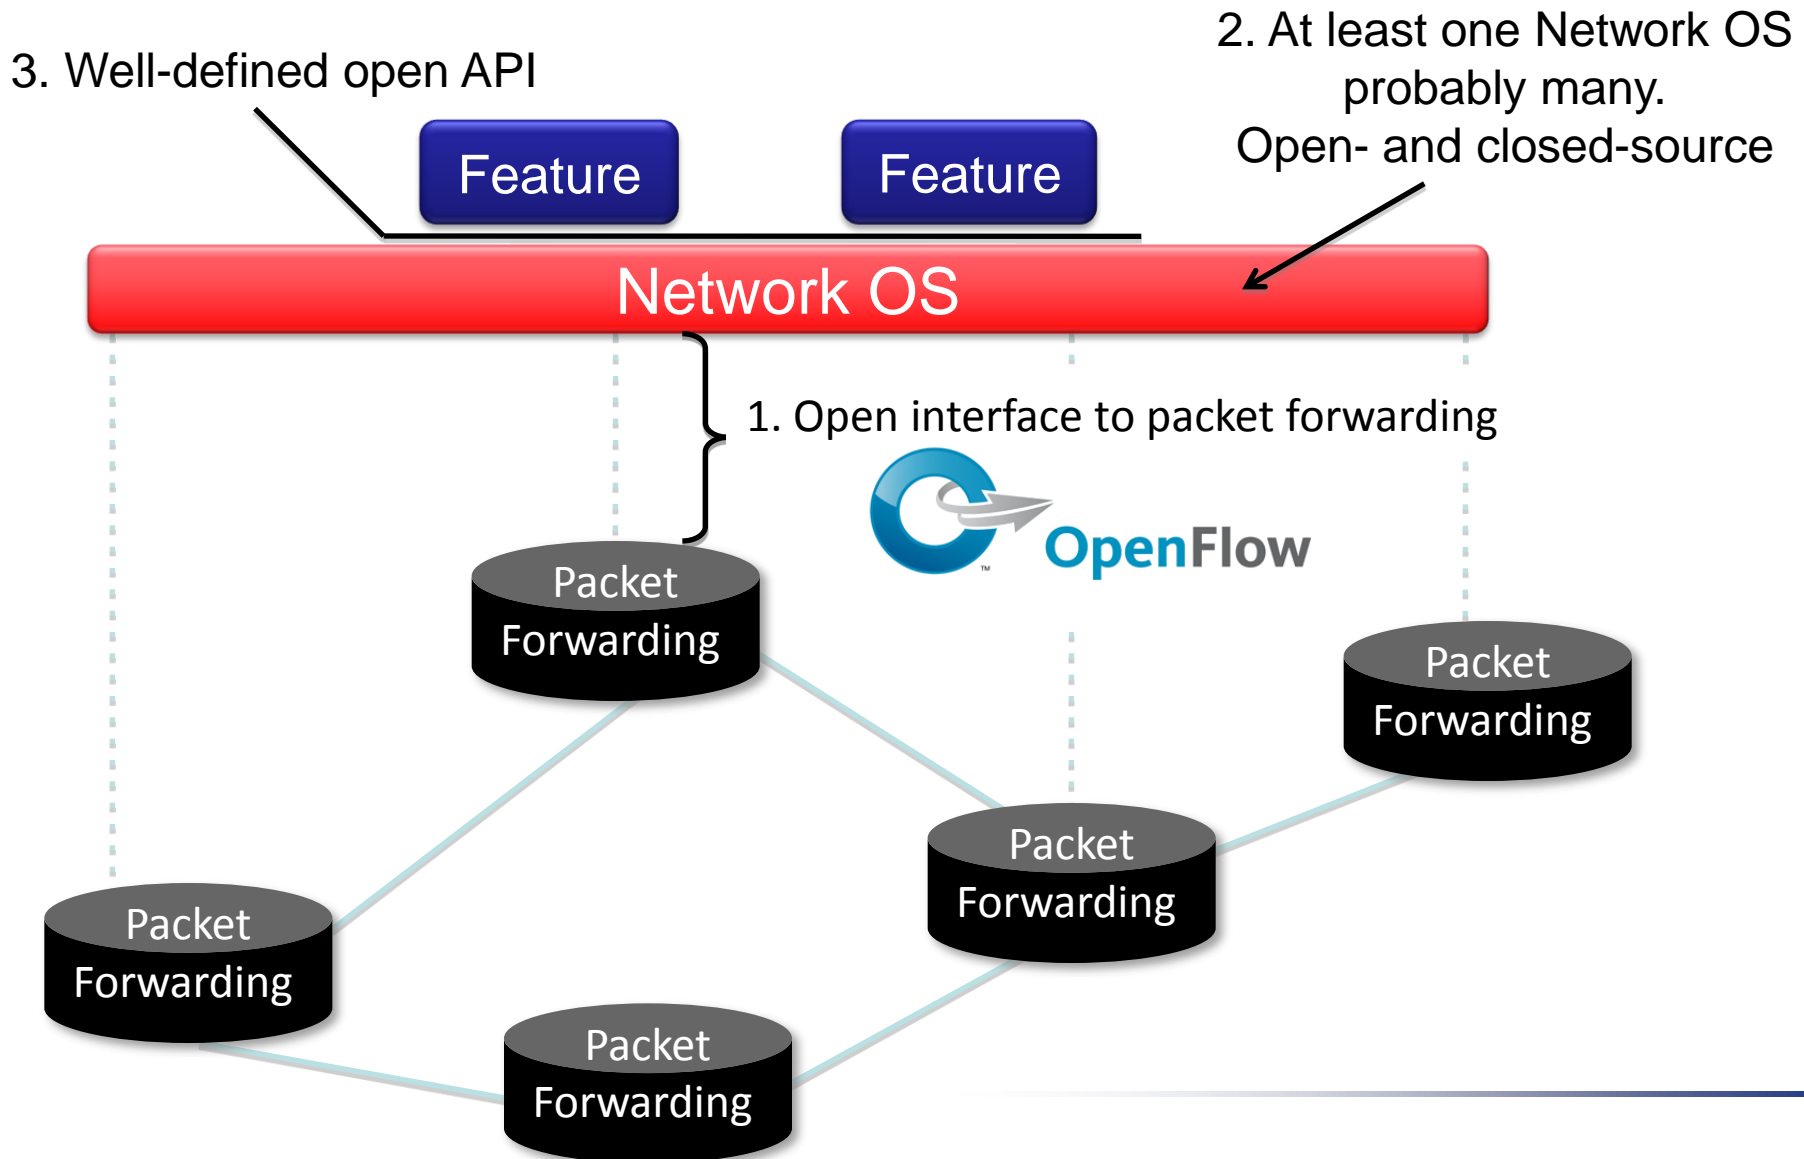 2. At least one Network OS
probably many.
Open- and closed-source
3. Well-defined open API
Feature
Feature
Network OS
1. Open interface to packet forwarding
OpenFlow
TM
Packet
Forwarding
Packet
Forwarding
Packet
Forwarding
Packet
Forwarding
Packet
Forwarding